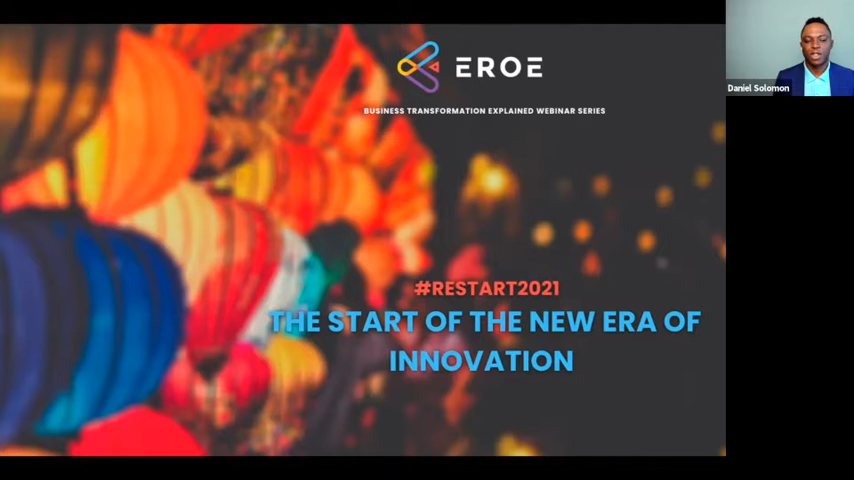 EROE
BUSINESS TRANSFORMATION EXPLAINED WEBINAR SERIES
#RESTART2021
THE START OF THE NEW ERA OF
INNOVATION
Daniel Solomon